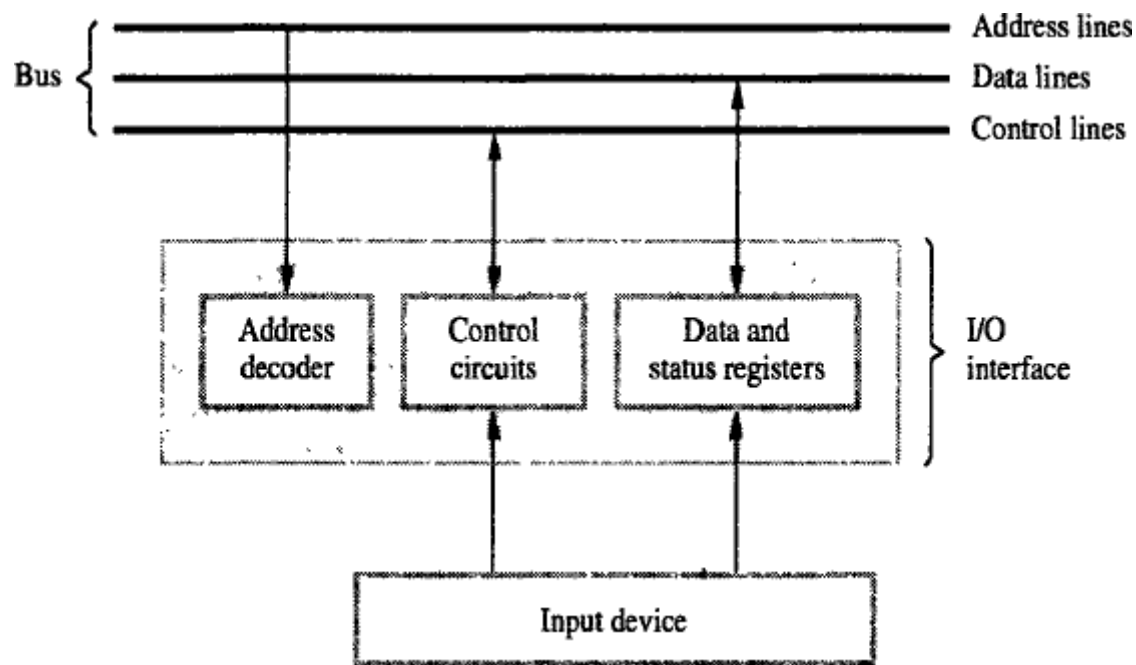 Address lines
Bus
Data lines
Control lines
Address
decoder
Control
circuits
Data and
status registers
I/O
interface
Input device